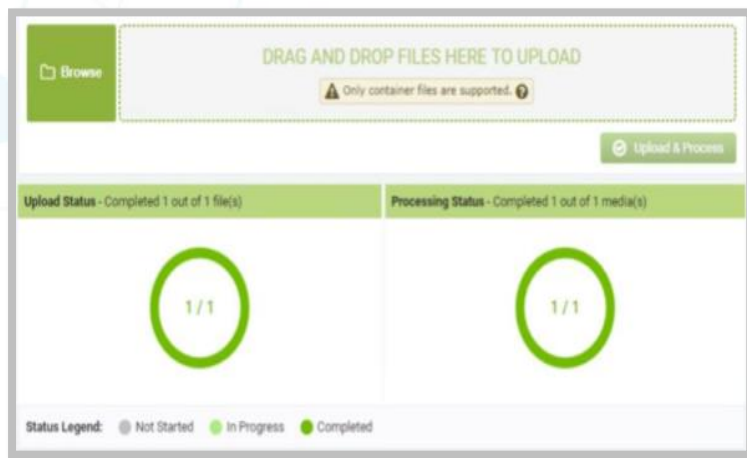 Browse
DRAG AND DROP FILES HERE TO UPLOAD
Only container files are supported.
Upload & Process
Upload Status - Completed 1 out of 1 file(s)
Processing Status - Completed 1 out of 1 media(s)
1 / 1
1 / 1
Status Legend: Not Started In Progress Completed